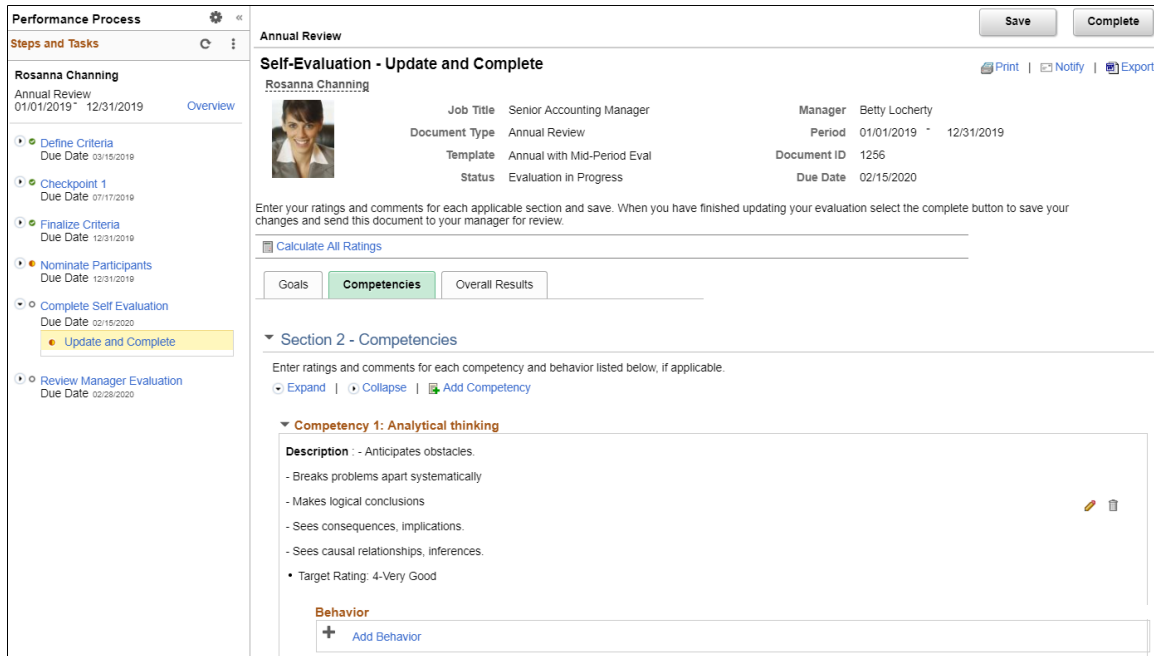 Performance Process «
Steps and Tasks
Rosanna Channing
Annual Review
01/01/2019 - 12/31/2019 Overview
Define Criteria
Due Date 03/15/2019
Checkpoint 1
Due Date 07/17/2019
Finalize Criteria
Due Date 12/31/2019
Nominate Participants
Due Date 12/31/2019
Complete Self Evaluation
Due Date 02/15/2020
Update and Complete
Review Manager Evaluation
Due Date 02/28/2020
Save Complete
Annual Review
Self-Evaluation - Update and Complete
Print | Notify | Export
Rosanna Channing
Job Title Senior Accounting Manager Manager Betty Locherty
Document Type Annual Review Period 01/01/2019 - 12/31/2019
Template Annual with Mid-Period Eval Document ID 1256
Status Evaluation in Progress Due Date 02/15/2020
Enter your ratings and comments for each applicable section and save. When you have finished updating your evaluation select the complete button to save your
changes and send this document to your manager for review.
Calculate All Ratings
Goals Competencies Overall Results
Section 2 - Competencies
Enter ratings and comments for each competency and behavior listed below, if applicable.
Expand | Collapse | Add Competency
Competency 1: Analytical thinking
Description : - Anticipates obstacles.
- Breaks problems apart systematically
- Makes logical conclusions
- Sees consequences, implications.
- Sees causal relationships, inferences.
• Target Rating: 4-Very Good
Behavior
+ Add Behavior